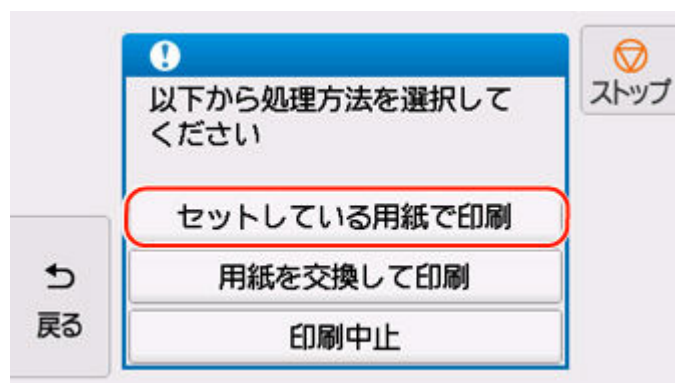 以下から処理方法を選択して
ください
セットしている用紙で印刷
用紙を交換して印刷
印刷中止
戻る
ストップ